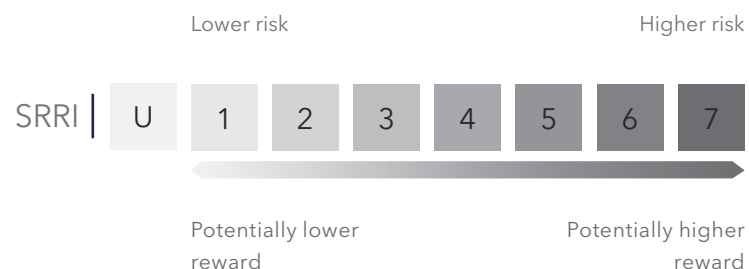 Lower risk Higher risk
SRRI U 1 2 3 4 5 6 7
Potentially lower Potentially higher
reward reward